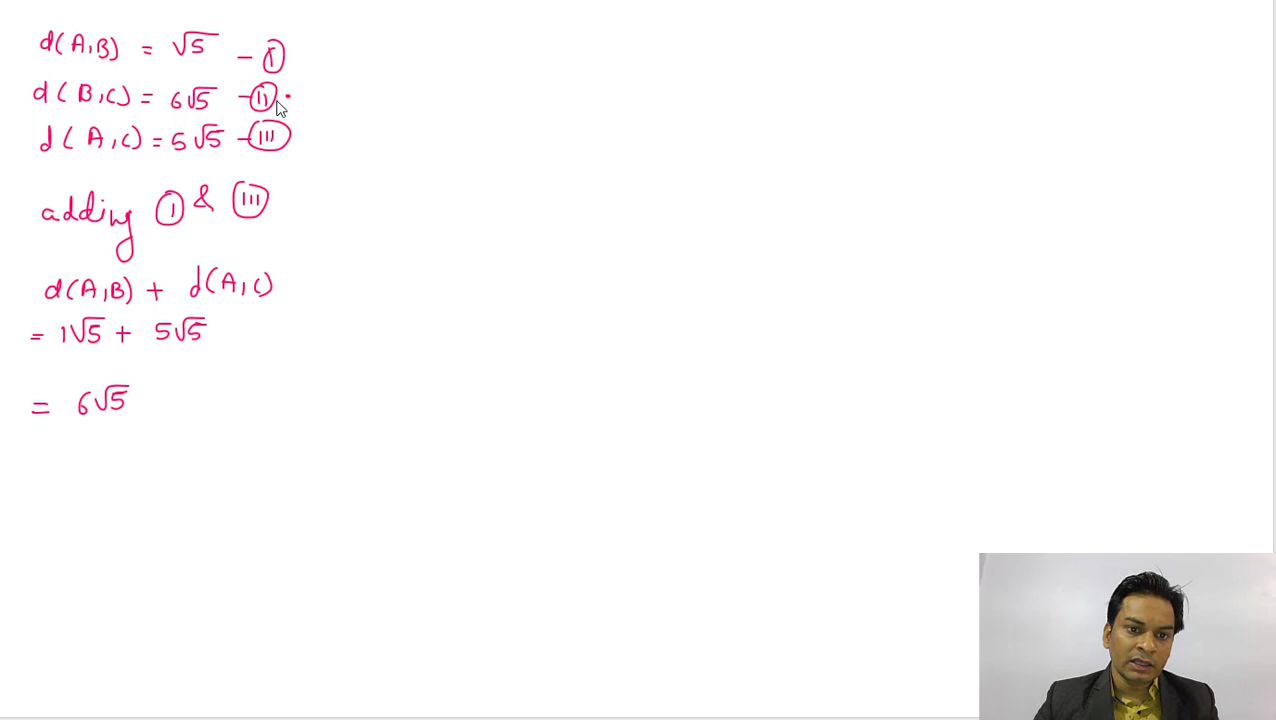 d(A,B) = √5 - (I)
d(B,C) = 6√5 - (II)
d(A,C) = 5√5 - (III)
adding (I) & (III)
d(A,B) + d(A,C)
= 1√5 + 5√5
= 6√5